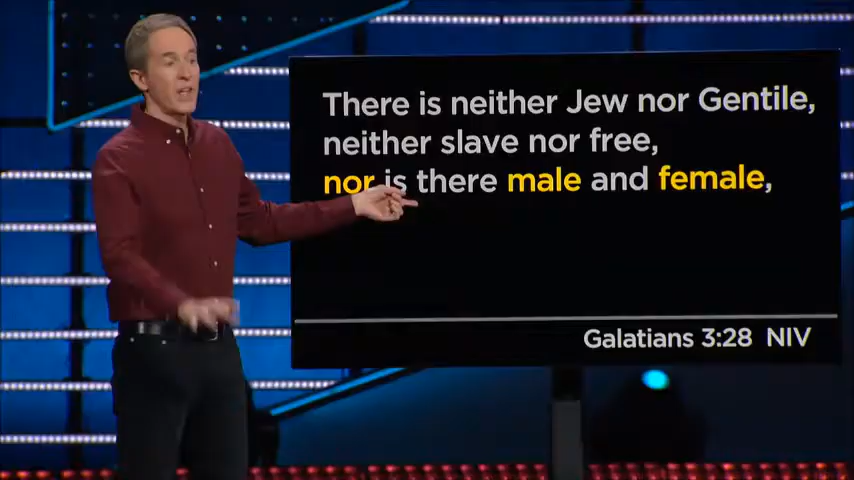 There is neither Jew nor Gentile,
neither slave nor free,
nor is there male and female,
Galatians 3:28 NIV